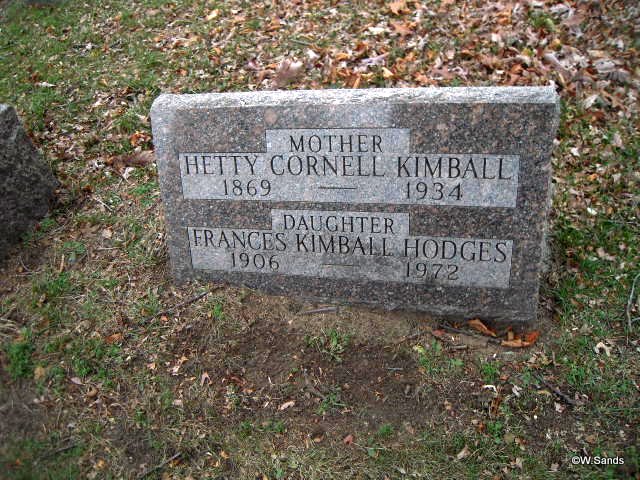 MOTHER
HETTY CORNELL KIMBALL
1869 — 1934
DAUGHTER
FRANCES KIMBALL HODGES
1906 — 1972
©W.Sands